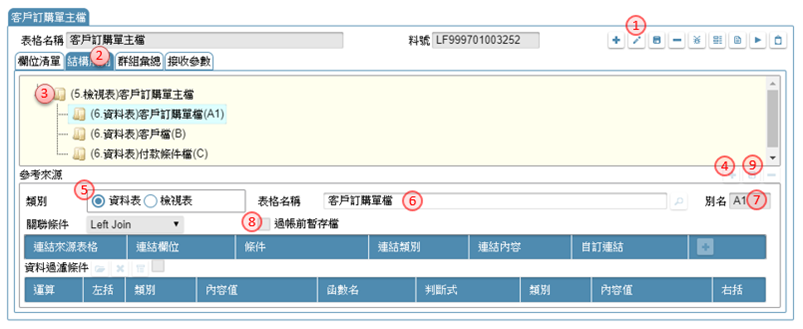 客戶訂購單主檔
1
表格名稱 客戶訂購單主檔 料號 LF999701003252
欄位清單 結構 2 群組彙總 接收參數
3 (5.檢視表)客戶訂購單主檔
(6.資料表)客戶訂購單檔(A1)
(6.資料表)客戶檔(B)
(6.資料表)付款條件檔(C)
參考來源 4 9
類別 5 資料表 檢視表 表格名稱 客戶訂購單檔 6 別名 A1 7
關聯條件 Left Join 8 過帳前暫存檔
連結來源表格 連結欄位 條件 連結類別 連結內容 自訂連結
資料過濾條件
運算 左括 類別 內容值 函數名 判斷式 類別 內容值 右括